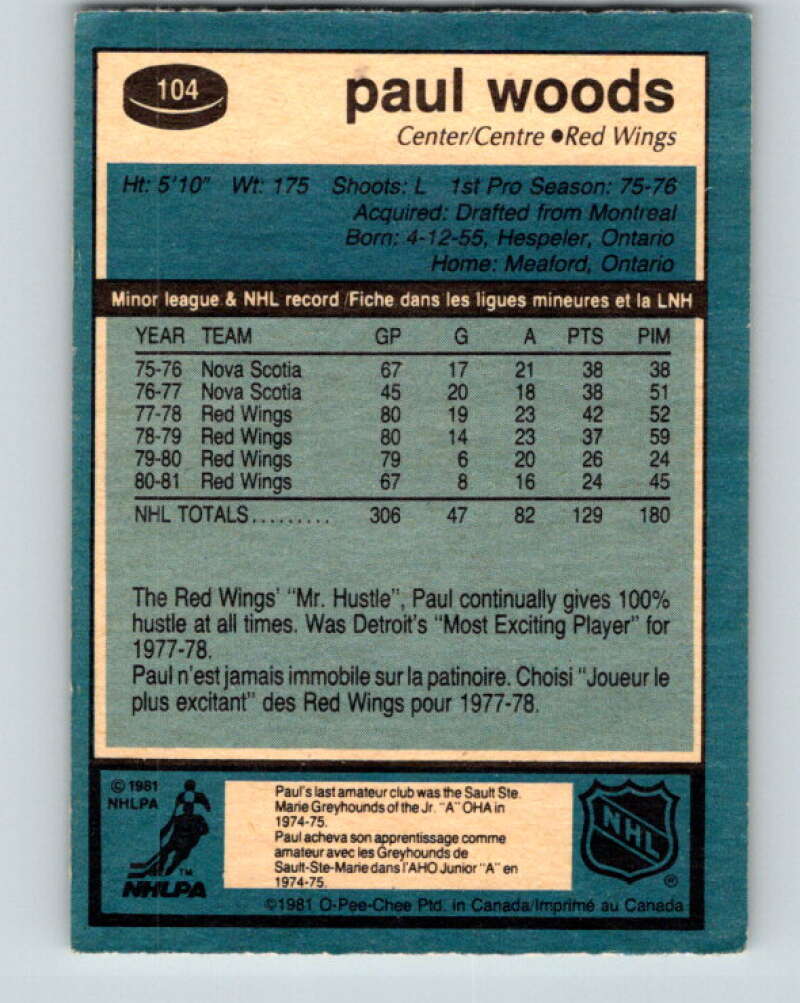 104
paul woods
Center/Centre ●Red Wings
Ht: 5'10" Wt: 175 Shoots: L 1st Pro Season: 75-76
Acquired: Drafted from Montreal
Born: 4-12-55, Hespeler, Ontario
Home: Meaford, Ontario
Minor league & NHL record/Fiche dans les ligues mineures et la LNH
YEAR TEAM GP G A PTS PIM
75-76 Nova Scotia 67 17 21 38 38
76-77 Nova Scotia 45 20 18 38 51
77-78 Red Wings 80 19 23 42 52
78-79 Red Wings 80 14 23 37 59
79-80 Red Wings 79 6 20 26 24
80-81 Red Wings 67 8 16 24 45
NHL TOTALS......... 306 47 82 129 180
The Red Wings' "Mr. Hustle", Paul continually gives 100%
hustle at all times. Was Detroit's "Most Exciting Player" for
1977-78.
Paul n'est jamais immobile sur la patinoire. Choisi "Joueur le
plus excitant" des Red Wings pour 1977-78.
© 1981
NHLPA
TM
NHLPA
Paul's last amateur club was the Sault Ste.
Marie Greyhounds of the Jr. "A" OHA in
1974-75.
Paul acheva son apprentissage comme
amateur avec les Greyhounds de
Sault-Ste-Marie dans l'AHO Junior "A" en
1974-75.
NHL
®
©1981 O-Pee-Chee Ptd. in Canada/Imprimé au Canada